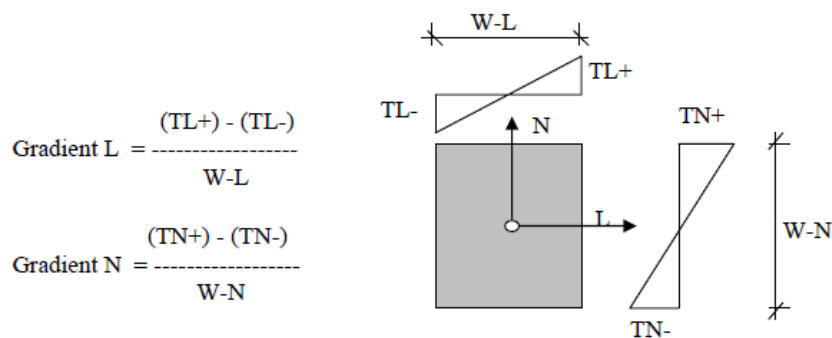 (TL+) - (TL-)
Gradient L = ------------------
W-L
(TN+) - (TN-)
Gradient N = ------------------
W-N
W-L
TL+
TL-
N
TN+
L
W-N
TN-